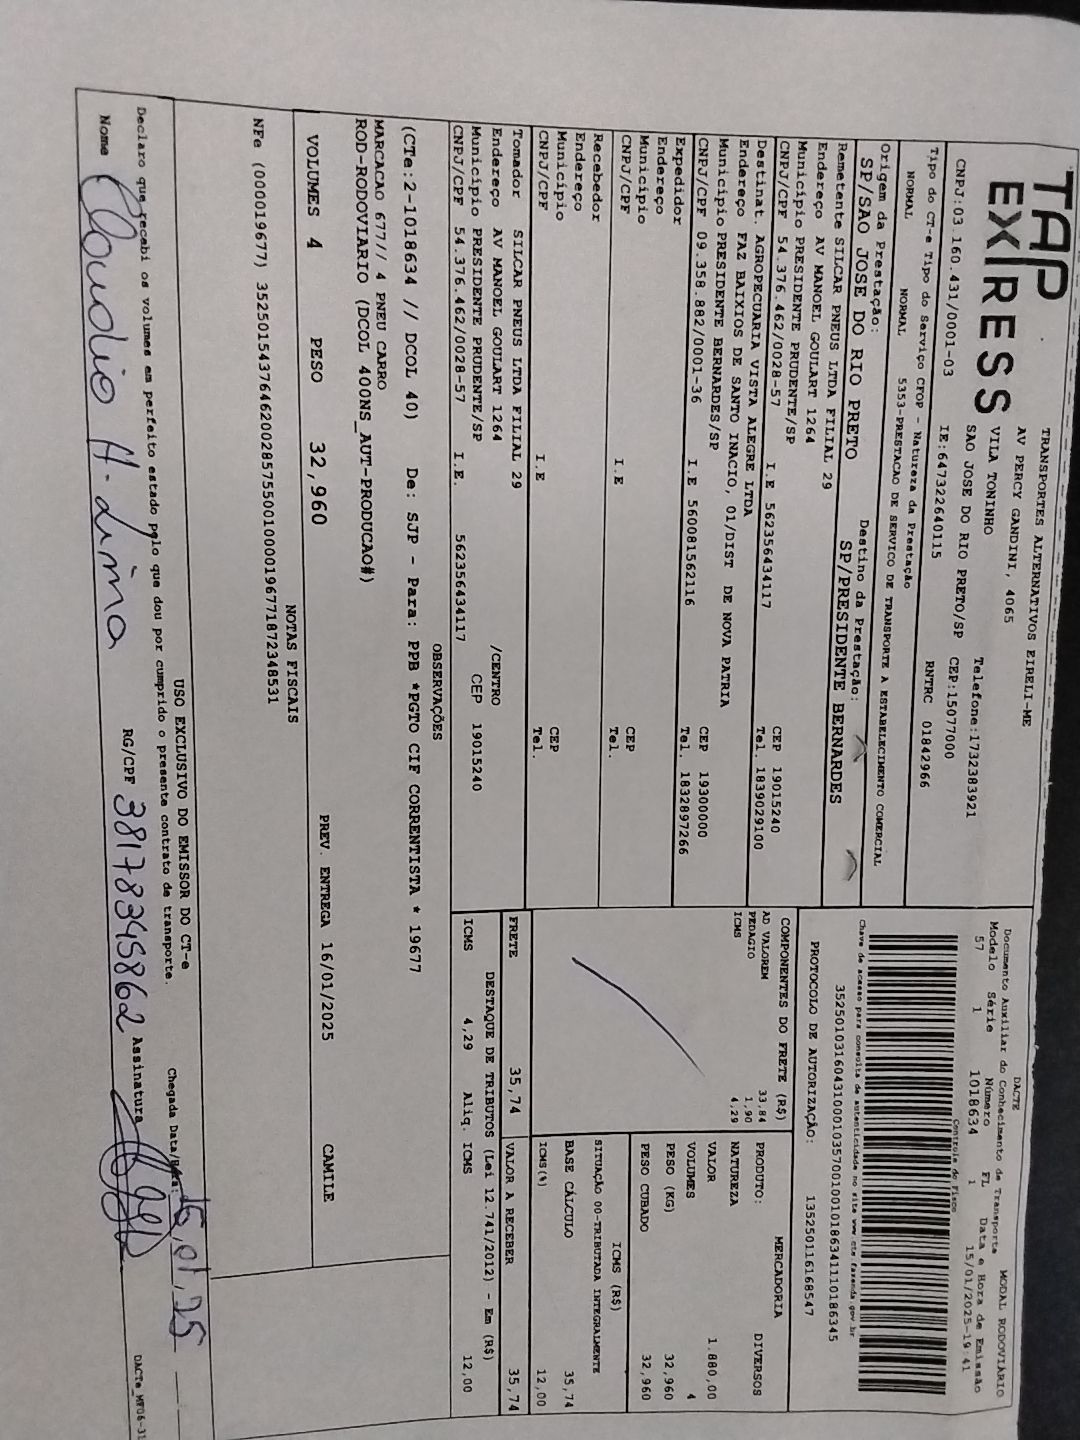 TAP EXPRESS
TRANSPORTES ALTERNATIVOS EIRELI-ME
AV PERCY GANDINI, 4065
VILA TONINHO Telefone:1732383921
SAO JOSE DO RIO PRETO/SP CEP:15077000
CNPJ:03.160.431/0001-03 IE:647322640115 RNTRC 01842966
Tipo do CT-e Tipo do Serviço CFOP - Natureza da Prestação
NORMAL NORMAL 5353-PRESTACAO DE SERVICO DE TRANSPORTE A ESTABELECIMENTO COMERCIAL
Origem da Prestação: Destino da Prestação:
SP/SAO JOSE DO RIO PRETO SP/PRESIDENTE BERNARDES
Remetente SILCAR PNEUS LTDA FILIAL 29
Endereço AV MANOEL GOULART 1264
Município PRESIDENTE PRUDENTE/SP CEP 19015240
CNPJ/CPF 54.376.462/0028-57 I.E 562356434117 Tel. 1839029100
Destinat. AGROPECUARIA VISTA ALEGRE LTDA
Endereço FAZ BAIXIOS DE SANTO INACIO, 01/DIST DE NOVA PATRIA
Município PRESIDENTE BERNARDES/SP CEP 19300000
CNPJ/CPF 09.358.882/0001-36 I.E 560081562116 Tel. 1832897266
Expedidor
Endereço
Município CEP
CNPJ/CPF I.E Tel.
Recebedor
Endereço
Município CEP
CNPJ/CPF I.E Tel.
Tomador SILCAR PNEUS LTDA FILIAL 29
Endereço AV MANOEL GOULART 1264 /CENTRO
Município PRESIDENTE PRUDENTE/SP CEP 19015240
CNPJ/CPF 54.376.462/0028-57 I.E. 562356434117
DACTE
Documento Auxiliar do Conhecimento de Transporte MODAL RODOVIÁRIO
Modelo Série Número FL Data e Hora de Emissão
57 1 1018634 1 15/01/2025-19:41
Controle do Fisco
35250103160431000103570010010186341110186345
Chave de acesso para consulta de autenticidade no site www.cte.fazenda.gov.br
PROTOCOLO DE AUTORIZAÇÃO: 135250116168547
COMPONENTES DO FRETE (R$)
AD VALOREM 33,84
PEDAGIO 1,90
ICMS 4,29
PRODUTO: MERCADORIA
NATUREZA DIVERSOS
VALOR 1.880,00
VOLUMES 4
PESO (KG) 32,960
PESO CUBADO 32,960
ICMS (R$)
SITUAÇÃO 00-TRIBUTADA INTEGRALMENTE
BASE CÁLCULO 35,74
ICMS(%) 12,00
FRETE 35,74 VALOR A RECEBER 35,74
DESTAQUE DE TRIBUTOS (Lei 12.741/2012) - Em (R$)
ICMS 4,29 Aliq. ICMS 12,00
OBSERVAÇÕES
(CTe:2-1018634 // DCOL 40) De: SJP - Para: PPB *PGTO CIF CORRENTISTA * 19677
MARCACAO 677// 4 PNEU CARRO
ROD-RODOVIARIO (DCOL 400NS_AUT-PRODUCAO#)
VOLUMES 4 PESO 32,960 PREV. ENTREGA 16/01/2025 CAMILE
NOTAS FISCAIS
NFe (000019677) 35250154376462002857550010000196771872348531
USO EXCLUSIVO DO EMISSOR DO CT-e
Declaro que recebi os volumes em perfeito estado pelo que dou por cumprido o presente contrato de transporte.
Chegada Data/Hora: 16,01,25
Nome Claudio H. Lima RG/CPF 38178345862 Assinatura